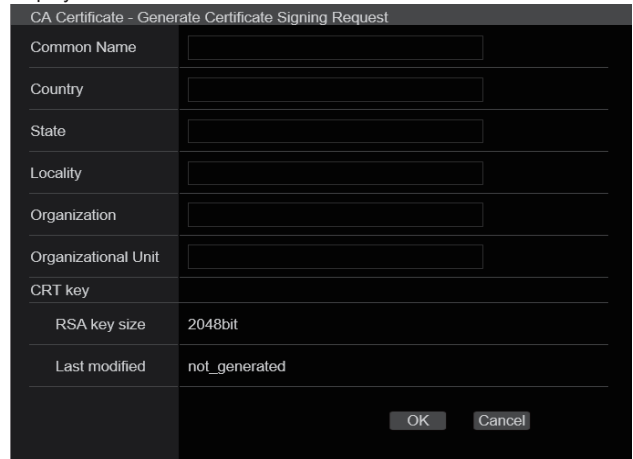 CA Certificate - Generate Certificate Signing Request
Common Name
Country
State
Locality
Organization
Organizational Unit
CRT key
RSA key size 2048bit
Last modified not_generated
OK Cancel